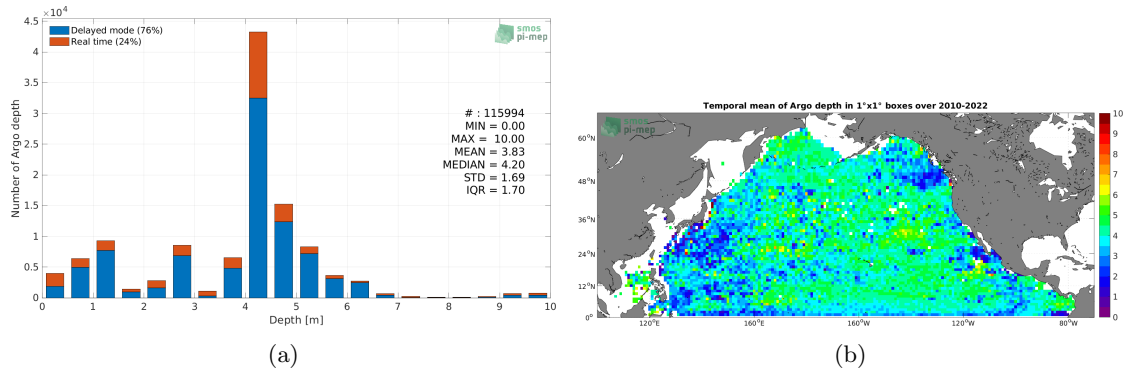 ×10⁴
4.5
4
3.5
3
2.5
2
1.5
1
0.5
0
Number of Argo depth
Delayed mode (76%)
Real time (24%)
smos
pi-mep
# : 115994
MIN = 0.00
MAX = 10.00
MEAN = 3.83
MEDIAN = 4.20
STD = 1.69
IQR = 1.70
0 1 2 3 4 5 6 7 8 9 10
Depth [m]
(a)
Temporal mean of Argo depth in 1°x1° boxes over 2010-2022
smos
pi-mep
60°N
48°N
36°N
24°N
12°N
0°
120°E 160°E 160°W 120°W 80°W
10
9
8
7
6
5
4
3
2
1
0
(b)